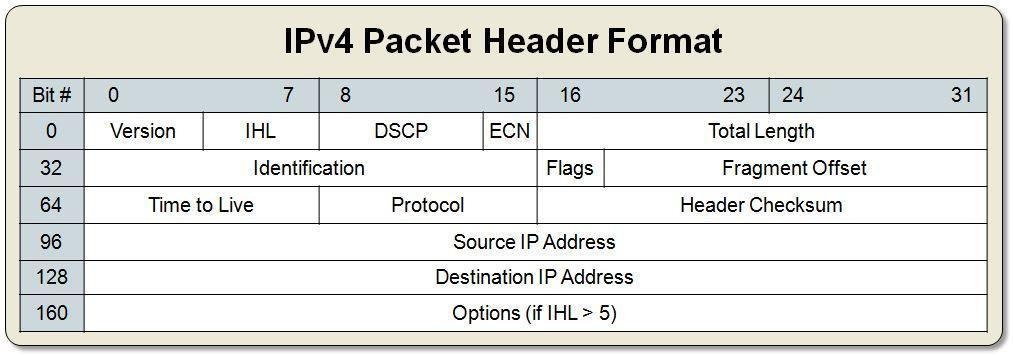 IPv4 Packet Header Format
Bit # 0 7 8 15 16 23 24 31
0 Version IHL DSCP ECN Total Length
32 Identification Flags Fragment Offset
64 Time to Live Protocol Header Checksum
96 Source IP Address
128 Destination IP Address
160 Options (if IHL > 5)